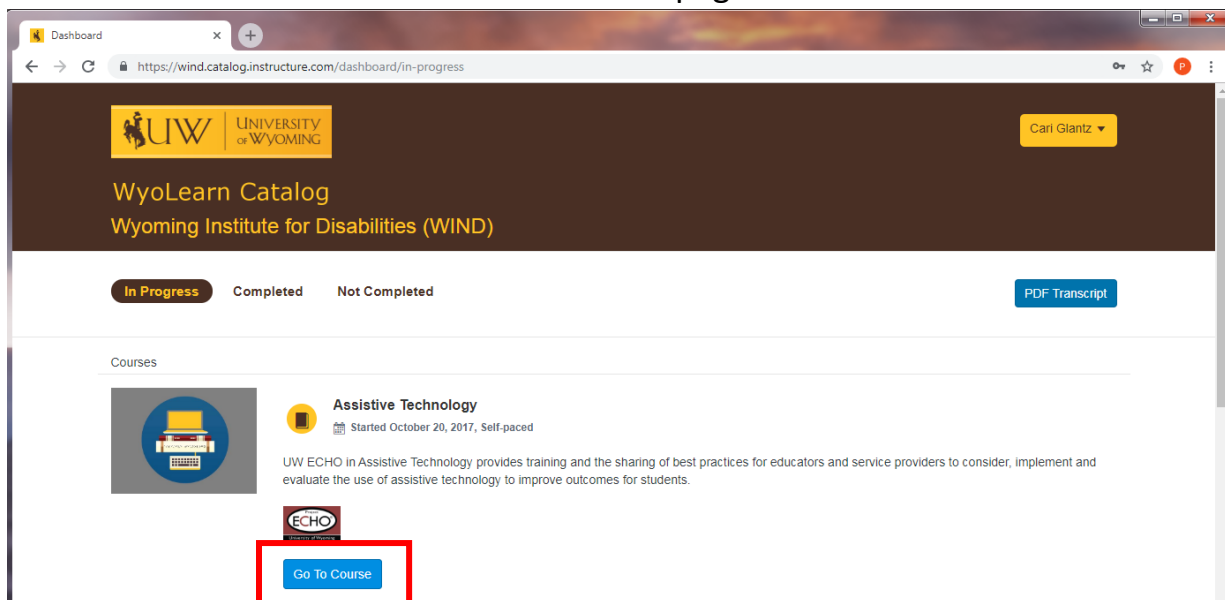 Dashboard
https://wind.catalog.instructure.com/dashboard/in-progress
P
UW UNIVERSITY OF WYOMING
Cari Glantz
WyoLearn Catalog
Wyoming Institute for Disabilities (WIND)
In Progress Completed Not Completed PDF Transcript
Courses
Assistive Technology
Started October 20, 2017, Self-paced
UW ECHO in Assistive Technology provides training and the sharing of best practices for educators and service providers to consider, implement and
evaluate the use of assistive technology to improve outcomes for students.
ECHO
Go To Course